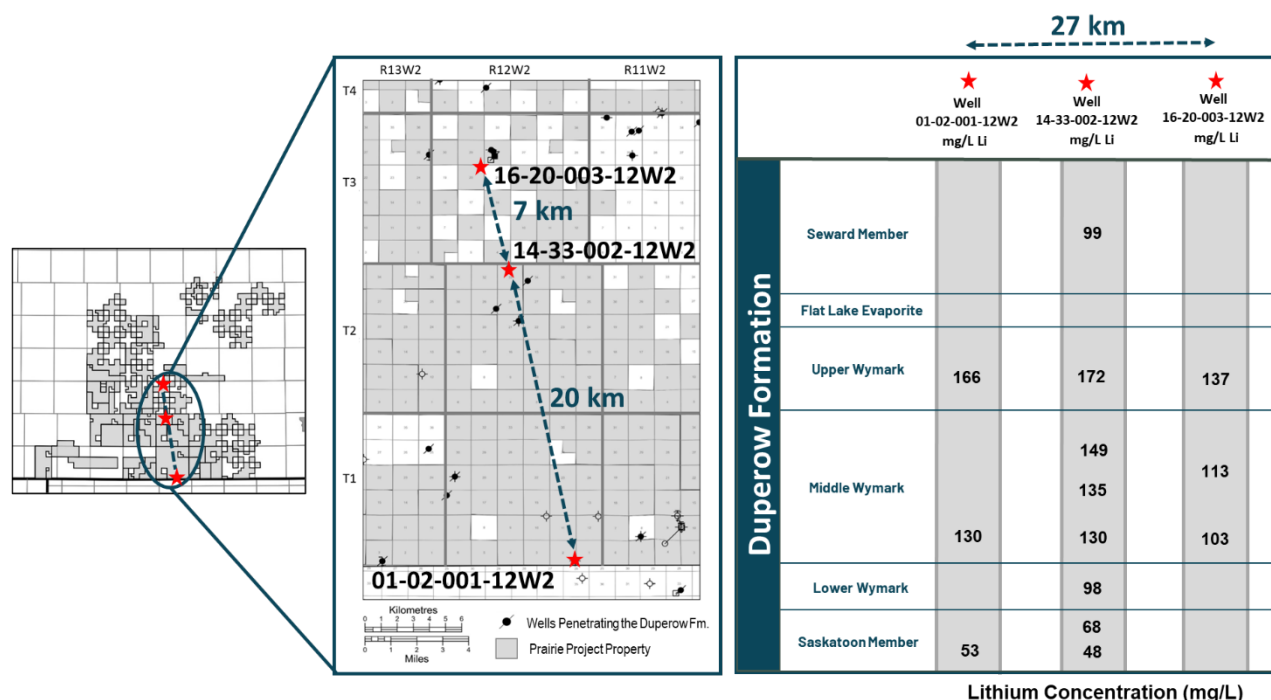 R13W2
R12W2
R11W2
T4
T3
T2
T1
16-20-003-12W2
7 km
14-33-002-12W2
20 km
01-02-001-12W2
Kilometres
0 1 2 3 4 5 6
0 1 2 3 4
Miles
Wells Penetrating the Duperow Fm.
Prairie Project Property
27 km
Well
01-02-001-12W2
mg/L Li
Well
14-33-002-12W2
mg/L Li
Well
16-20-003-12W2
mg/L Li
Duperow Formation
Seward Member
99
Flat Lake Evaporite
Upper Wymark
166 172 137
Middle Wymark
149
113
135
130 130 103
Lower Wymark
98
Saskatoon Member
68
53 48
Lithium Concentration (mg/L)